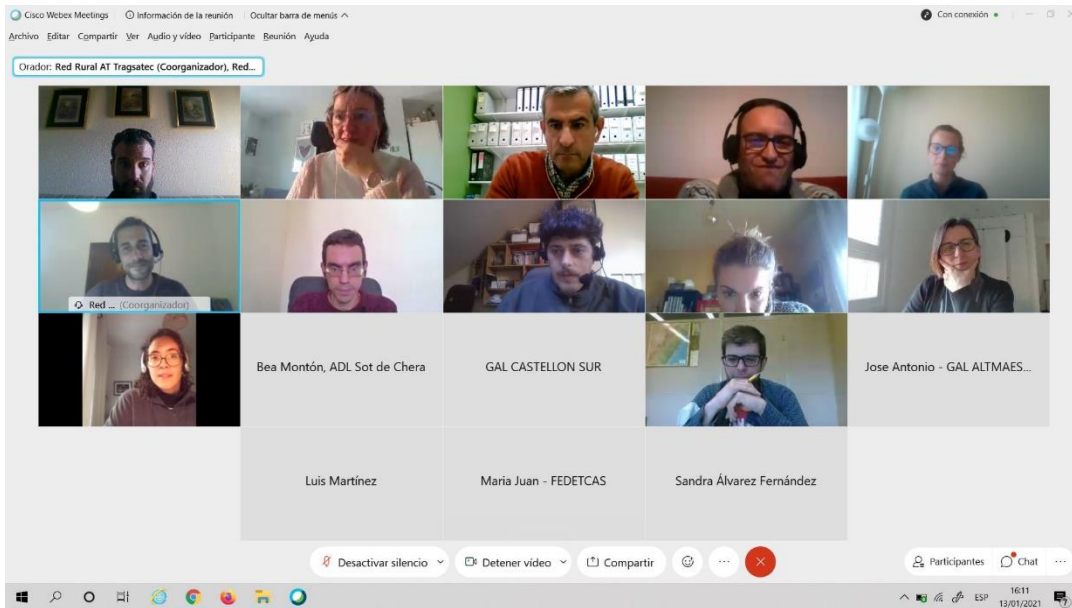 Cisco Webex Meetings
Información de la reunión
Ocultar barra de menús
Con conexión
Archivo Editar Compartir Ver Audio y vídeo Participante Reunión Ayuda
Orador: Red Rural AT Tragsatec (Coorganizador), Red...
Red ... (Coorganizador)
Bea Montón, ADL Sot de Chera
GAL CASTELLON SUR
Jose Antonio - GAL ALTMAES...
Luis Martínez
Maria Juan - FEDETCAS
Sandra Álvarez Fernández
Desactivar silencio
Detener vídeo
Compartir
Participantes
Chat
ESP
16:11
13/01/2021